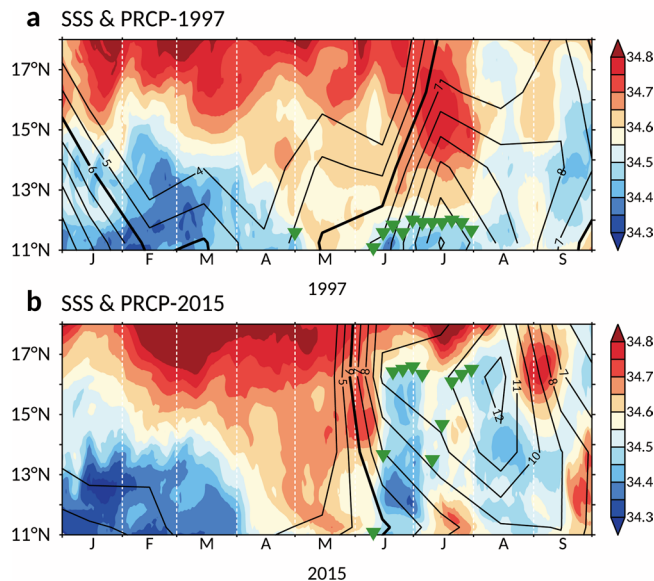 a SSS & PRCP-1997
17°N
15°N
13°N
11°N
J F M A M J J A S
1997
5
6
4
7
8
7
34.8
34.7
34.6
34.5
34.4
34.3
b SSS & PRCP-2015
17°N
15°N
13°N
11°N
J F M A M J J A S
2015
5
6
8
11
12
10
8
7
34.8
34.7
34.6
34.5
34.4
34.3